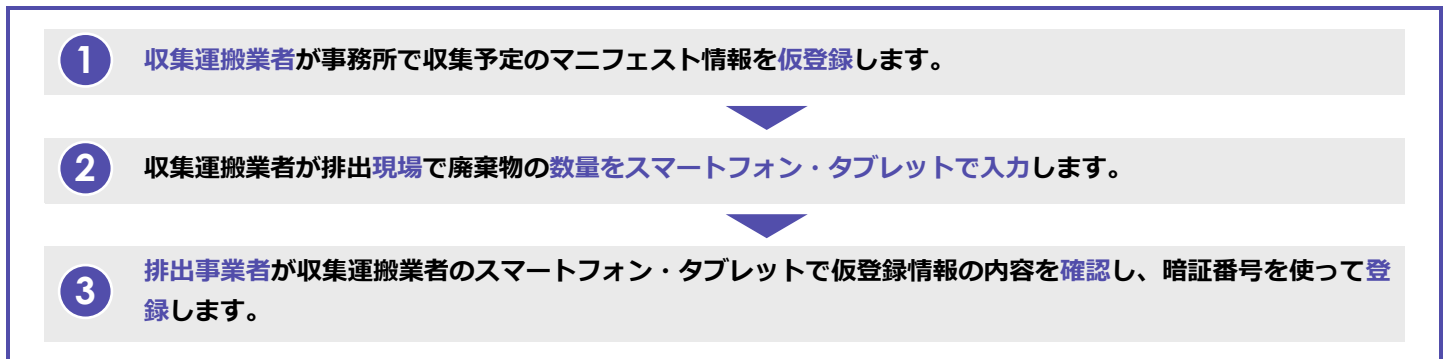 1 収集運搬業者が事務所で収集予定のマニフェスト情報を仮登録します。
2 収集運搬業者が排出現場で廃棄物の数量をスマートフォン・タブレットで入力します。
3 排出事業者が収集運搬業者のスマートフォン・タブレットで仮登録情報の内容を確認し、暗証番号を使って登
録します。